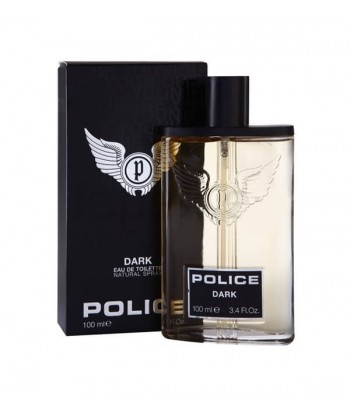 P
DARK
EAU DE TOILETTE
NATURAL SPRAY
POLICE
100 ml e
P
POLICE
DARK
100 ml e 3.4 Fl.Oz.